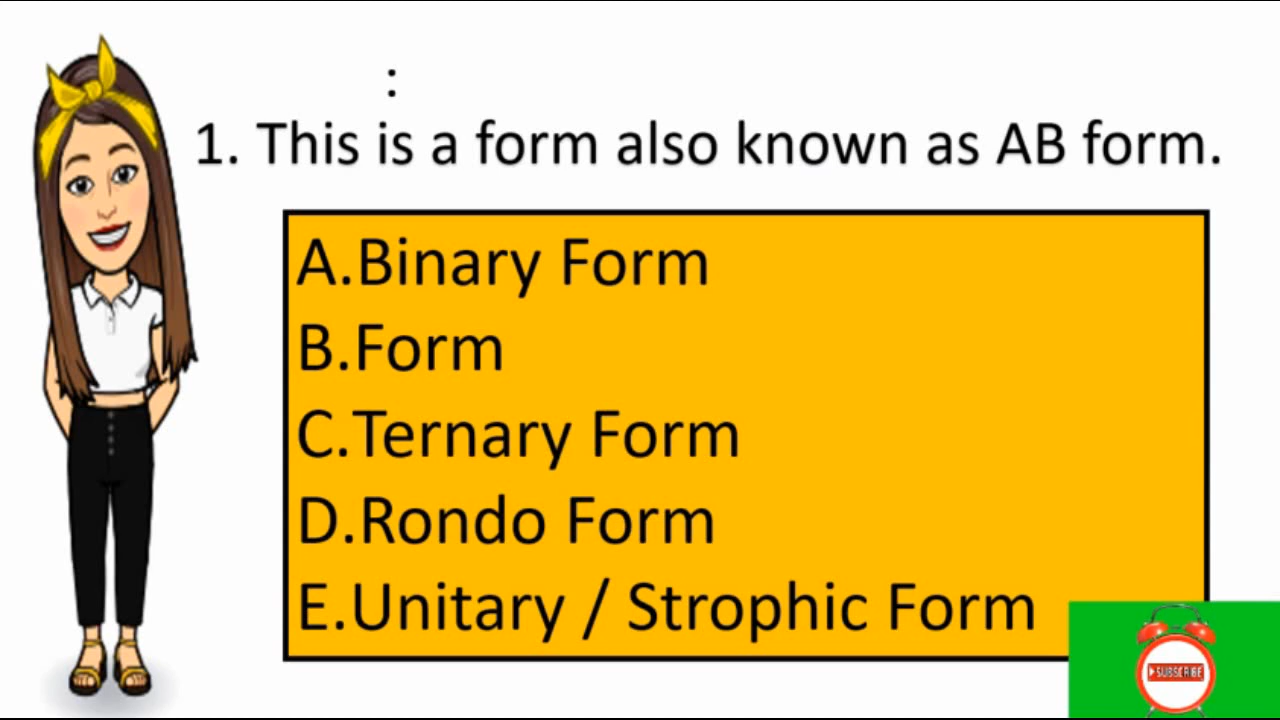 :
1. This is a form also known as AB form.
A.Binary Form
B.Form
C.Ternary Form
D.Rondo Form
E.Unitary / Strophic Form
SUBSCRIBE